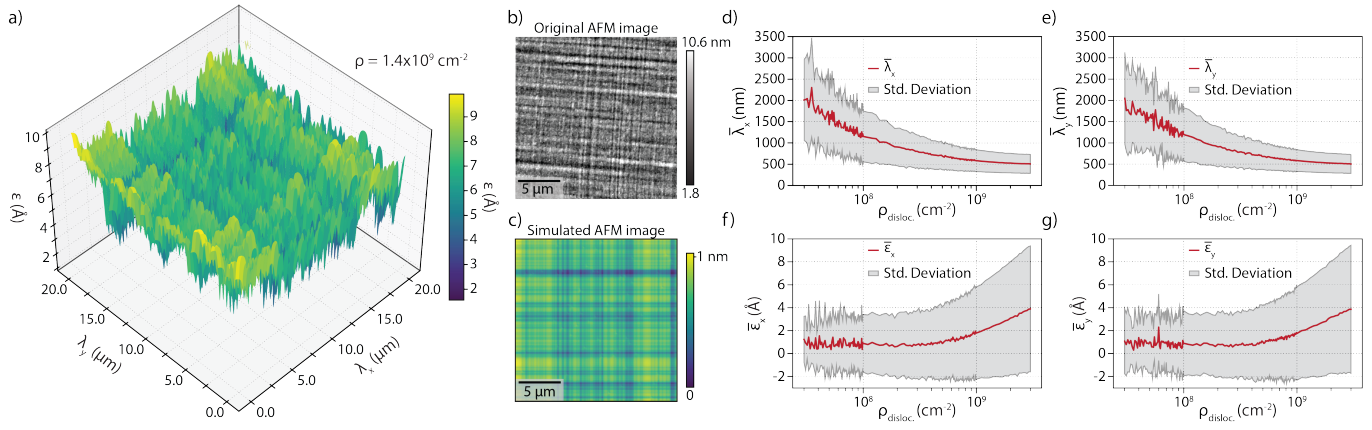 a)
ρ = 1.4x10⁹ cm⁻²
10
8
6
4
2
ε (Å)
20.0
15.0
10.0
5.0
0.0
λy (μm)
0.0
5.0
10.0
15.0
20.0
λx (μm)
ε (Å)
9
8
7
6
5
4
3
2
b)
Original AFM image
5 μm
10.6 nm
1.8
c)
Simulated AFM image
5 μm
1 nm
0
d)
3500
3000
2500
2000
1500
1000
500
0
λ̅x (nm)
λ̅x
Std. Deviation
10⁸
10⁹
ρdisloc. (cm⁻²)
e)
3500
3000
2500
2000
1500
1000
500
0
λ̅y (nm)
λ̅y
Std. Deviation
10⁸
10⁹
ρdisloc. (cm⁻²)
f)
10
8
6
4
2
0
-2
ε̅x (Å)
ε̅x
Std. Deviation
10⁸
10⁹
ρdisloc. (cm⁻²)
g)
10
8
6
4
2
0
-2
ε̅y (Å)
ε̅y
Std. Deviation
10⁸
10⁹
ρdisloc. (cm⁻²)